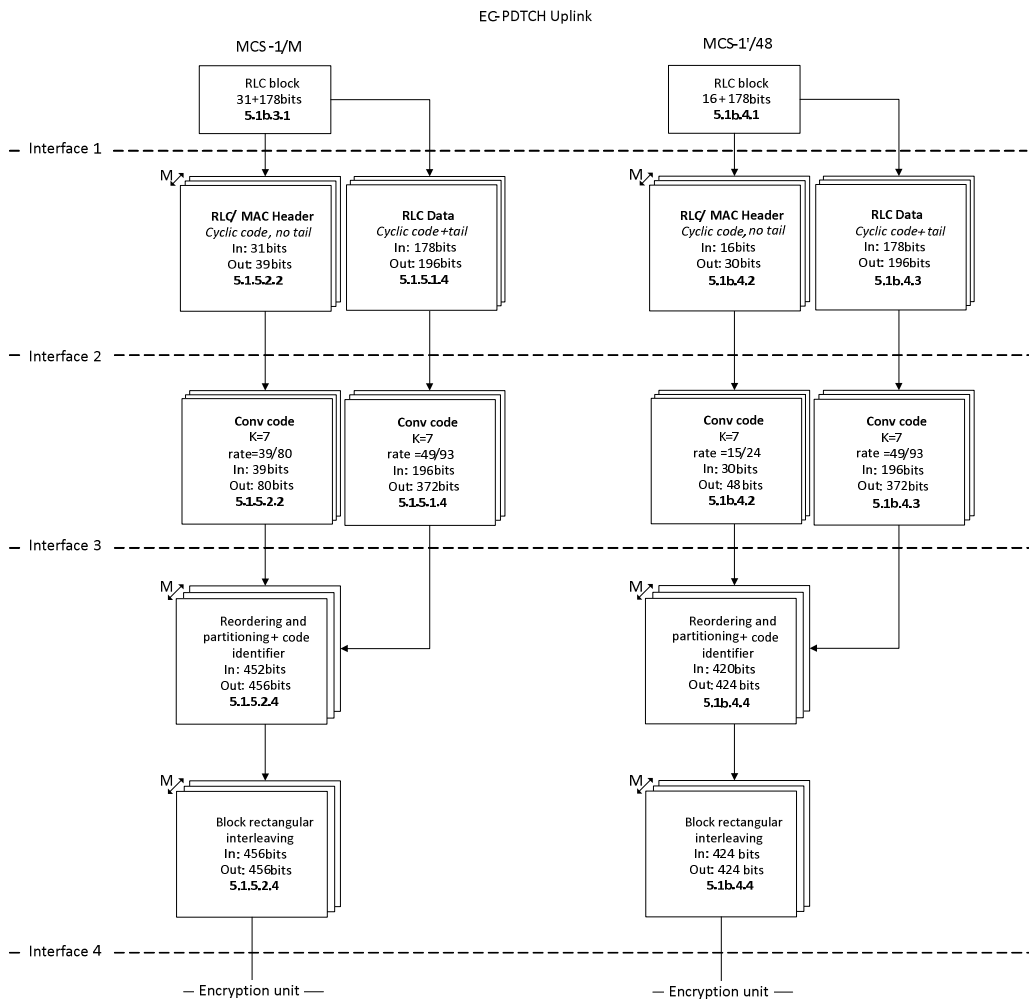 EC-PDTCH Uplink
MCS-1/M
MCS-1'/48
RLC block
31+178bits
5.1b.3.1
RLC block
16+178bits
5.1b.4.1
Interface 1
M
RLC/ MAC Header
Cyclic code, no tail
In: 31bits
Out: 39bits
5.1.5.2.2
RLC Data
Cyclic code+tail
In: 178bits
Out: 196bits
5.1.5.1.4
M
RLC/ MAC Header
Cyclic code, no tail
In: 16bits
Out: 30bits
5.1b.4.2
RLC Data
Cyclic code+tail
In: 178bits
Out: 196bits
5.1b.4.3
Interface 2
Conv code
K=7
rate=39/80
In: 39bits
Out: 80bits
5.1.5.2.2
Conv code
K=7
rate =49/93
In: 196bits
Out: 372bits
5.1.5.1.4
Conv code
K=7
rate =15/24
In: 30bits
Out: 48bits
5.1b.4.2
Conv code
K=7
rate =49/93
In: 196bits
Out: 372bits
5.1b.4.3
Interface 3
M
Reordering and
partitioning+ code
identifier
In: 452bits
Out: 456bits
5.1.5.2.4
M
Reordering and
partitioning+ code
identifier
In: 420bits
Out: 424 bits
5.1b.4.4
M
Block rectangular
interleaving
In: 456bits
Out: 456bits
5.1.5.2.4
M
Block rectangular
interleaving
In: 424 bits
Out: 424 bits
5.1b.4.4
Interface 4
Encryption unit
Encryption unit